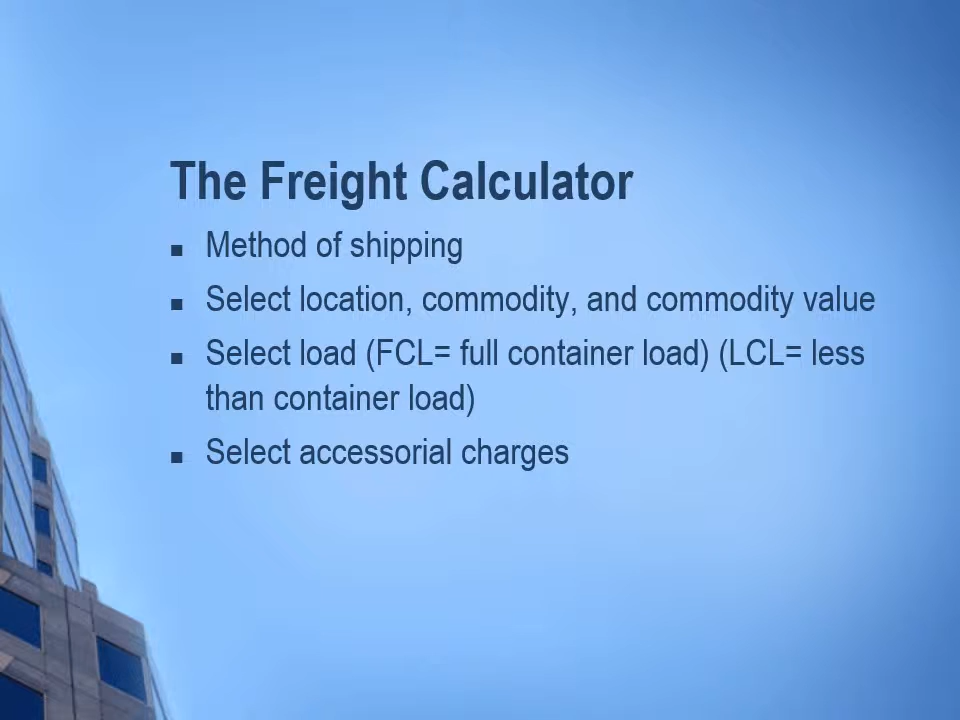 The Freight Calculator
▪ Method of shipping
▪ Select location, commodity, and commodity value
▪ Select load (FCL= full container load) (LCL= less
than container load)
▪ Select accessorial charges